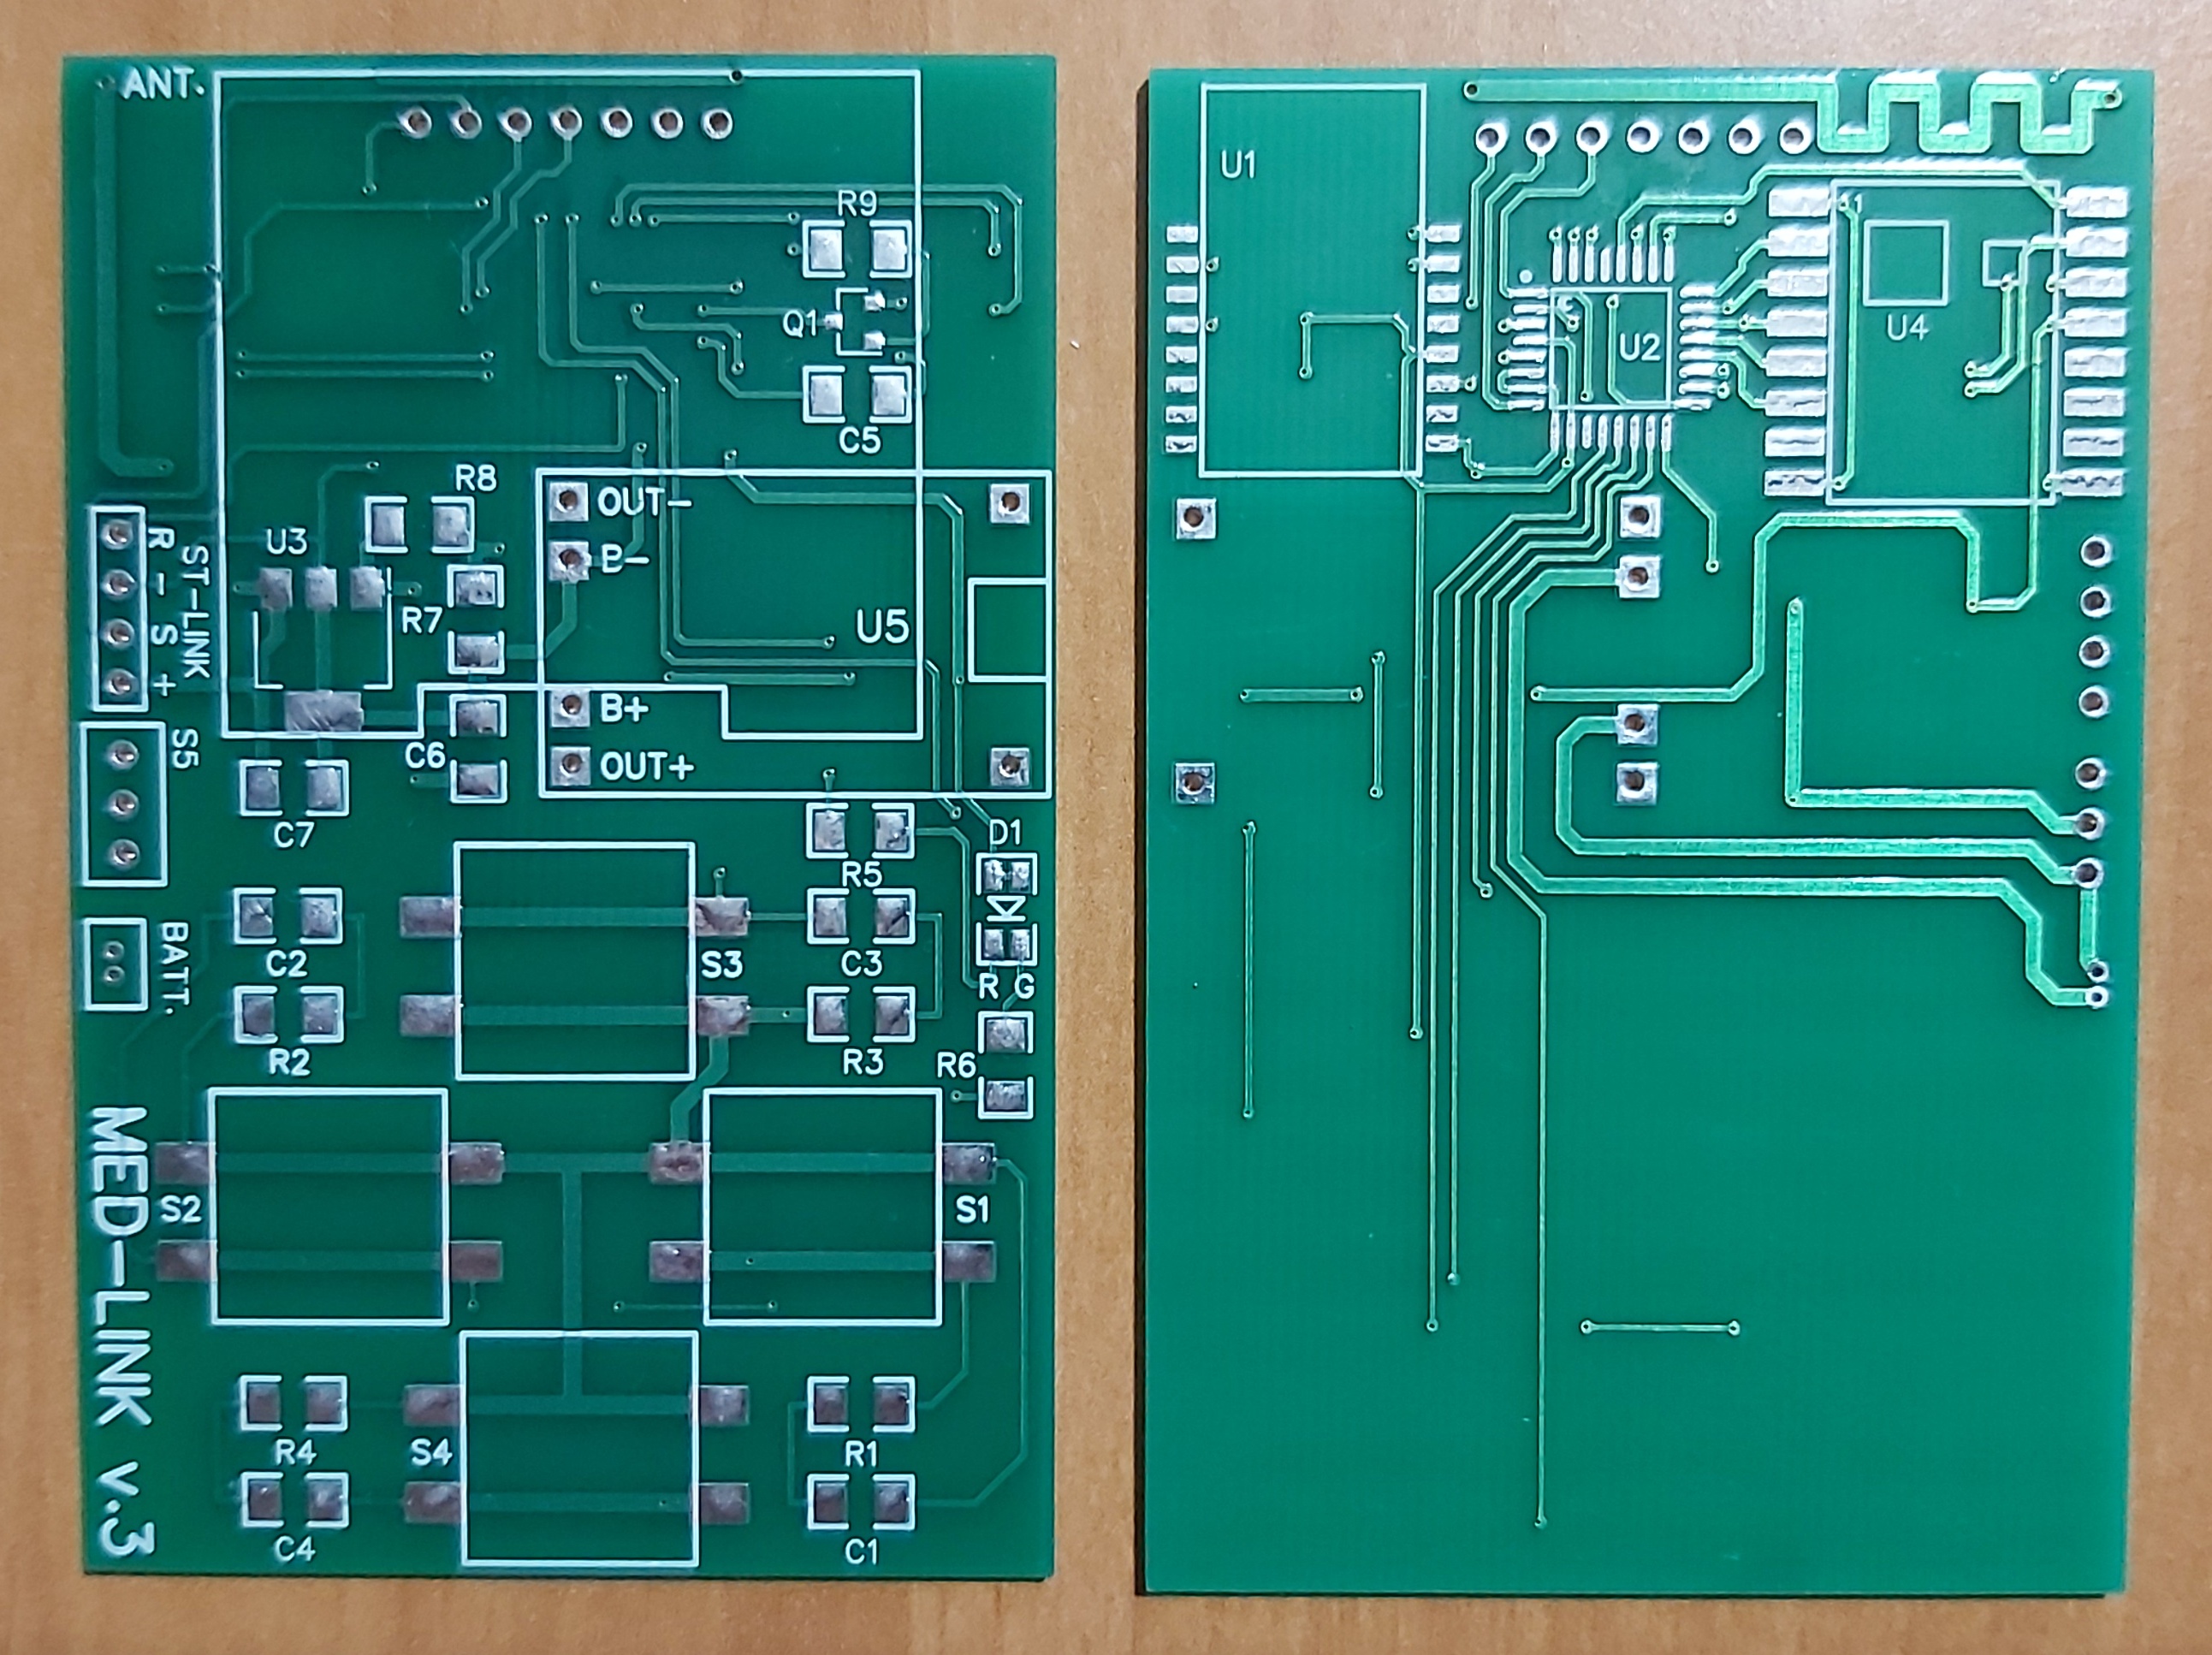 ANT.
R9
Q1
C5
R8
OUT-
U3
B-
R - S +
ST-LINK
R7
U5
B+
S5
C6
OUT+
C7
D1
R5
BATT.
C2
S3
C3
R G
R2
R3
R6
MED-LINK v.3
S2
S1
R4
S4
R1
C4
C1
U1
1
U4
U2